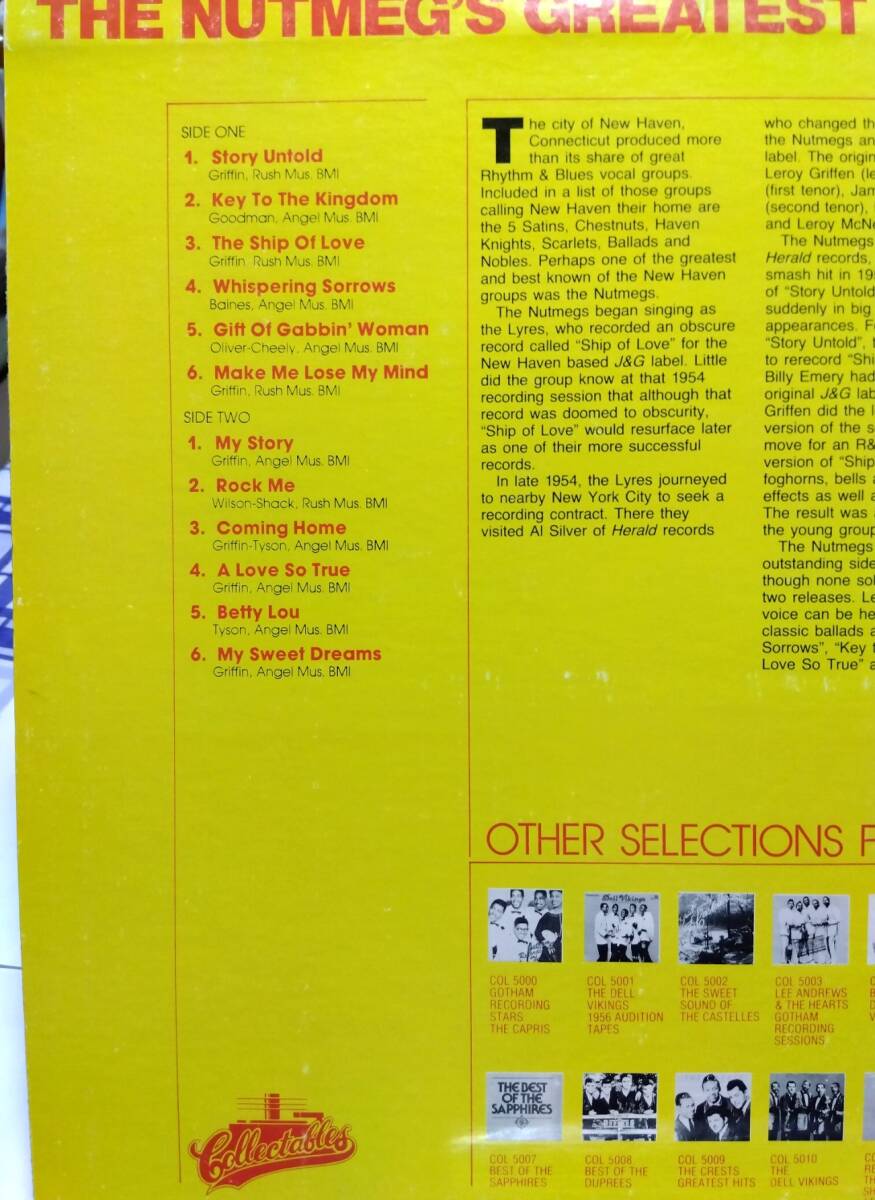 THE NUTMEG'S GREATEST
SIDE ONE
1. Story Untold
Griffin, Rush Mus. BMI
2. Key To The Kingdom
Goodman, Angel Mus. BMI
3. The Ship Of Love
Griffin. Rush Mus. BMI
4. Whispering Sorrows
Baines, Angel Mus. BMI
5. Gift Of Gabbin' Woman
Oliver-Cheely, Angel Mus. BMI
6. Make Me Lose My Mind
Griffin, Rush Mus. BMI
SIDE TWO
1. My Story
Griffin, Angel Mus. BMI
2. Rock Me
Wilson-Shack, Rush Mus. BMI
3. Coming Home
Griffin-Tyson, Angel Mus. BMI
4. A Love So True
Griffin, Angel Mus. BMI
5. Betty Lou
Tyson, Angel Mus. BMI
6. My Sweet Dreams
Griffin, Angel Mus. BMI
The city of New Haven,
Connecticut produced more
than its share of great
Rhythm & Blues vocal groups.
Included in a list of those groups
calling New Haven their home are
the 5 Satins, Chestnuts, Haven
Knights, Scarlets, Ballads and
Nobles. Perhaps one of the greatest
and best known of the New Haven
groups was the Nutmegs.
The Nutmegs began singing as
the Lyres, who recorded an obscure
record called "Ship of Love" for the
New Haven based J&G label. Little
did the group know at that 1954
recording session that although that
record was doomed to obscurity,
"Ship of Love" would resurface later
as one of their more successful
records.
In late 1954, the Lyres journeyed
to nearby New York City to seek a
recording contract. There they
visited Al Silver of Herald records
who changed th
the Nutmegs an
label. The origin
Leroy Griffen (le
(first tenor), Jam
(second tenor),
and Leroy McNe
The Nutmegs
Herald records,
smash hit in 19
of "Story Untold
suddenly in big
appearances. F
"Story Untold",
to rerecord "Shi
Billy Emery had
original J&G lab
Griffen did the l
version of the s
move for an R&
version of "Ship
foghorns, bells a
effects as well a
The result was
the young group
The Nutmegs
outstanding side
though none sol
two releases. Le
voice can be he
classic ballads a
Sorrows", "Key t
Love So True" a
OTHER SELECTIONS F
Dell Vikings
COL 5000
GOTHAM
RECORDING
STARS
THE CAPRIS
COL 5001
THE DELL
VIKINGS
1956 AUDITION
TAPES
COL 5002
THE SWEET
SOUND OF
THE CASTELLES
COL 5003
LEE ANDREWS
& THE HEARTS
GOTHAM
RECORDING
SESSIONS
THE BEST
OF THE
SAPPHIRES
COL 5007
BEST OF THE
SAPPHIRES
COL 5008
BEST OF THE
DUPREES
COL 5009
THE CRESTS
GREATEST HITS
COL 5010
THE
DELL VIKINGS
Collectables